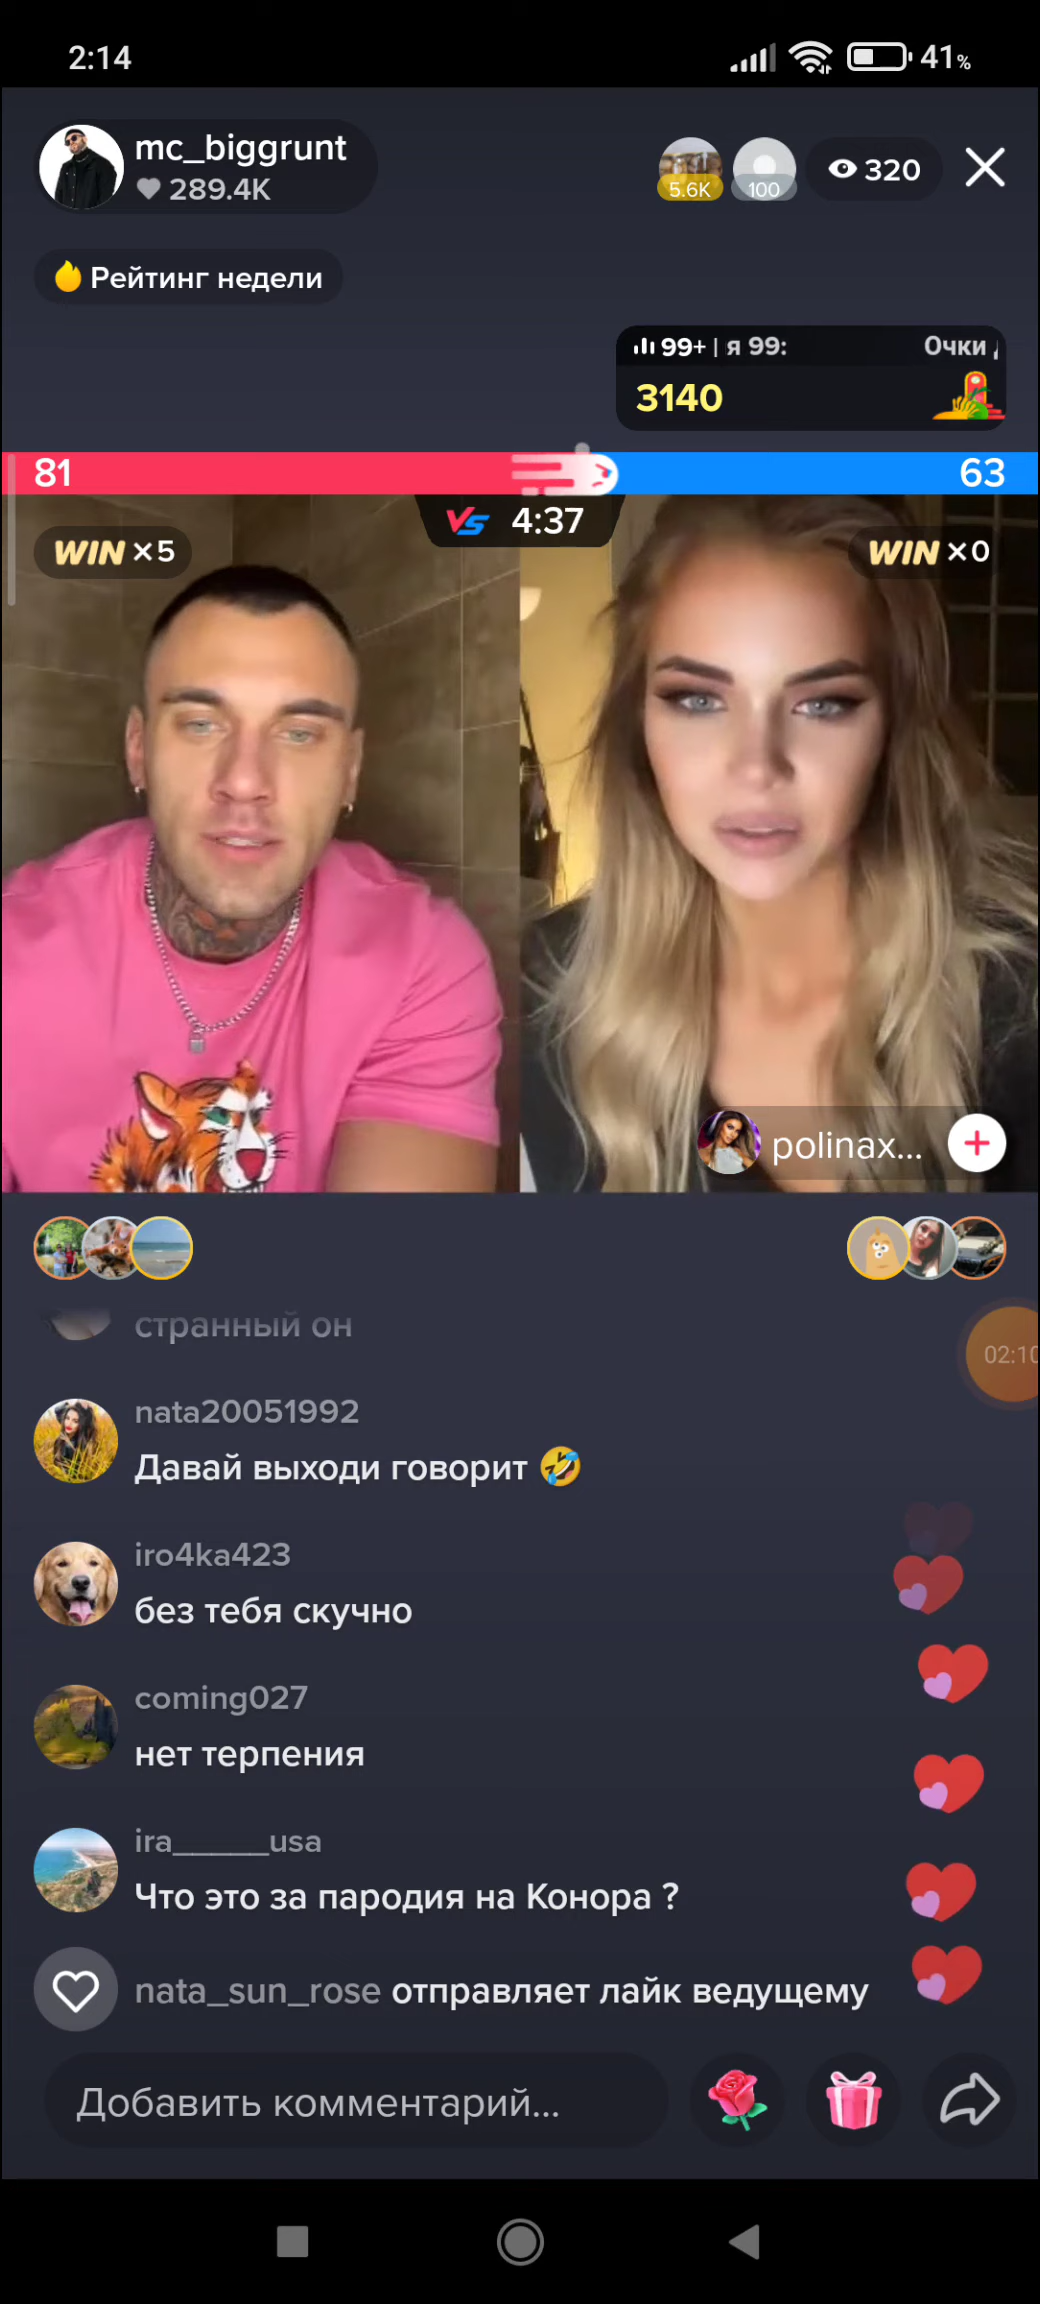 2:14
41%
mc_biggrunt
289.4K
5.6K
100
320
Рейтинг недели
99+ | я 99:
Очки
3140
81
63
VS 4:37
WIN ×5
WIN ×0
polinax...
странный он
02:10
nata20051992
Давай выходи говорит 🤣
iro4ka423
без тебя скучно
coming027
нет терпения
ira_____usa
Что это за пародия на Конора ?
nata_sun_rose отправляет лайк ведущему
Добавить комментарий...